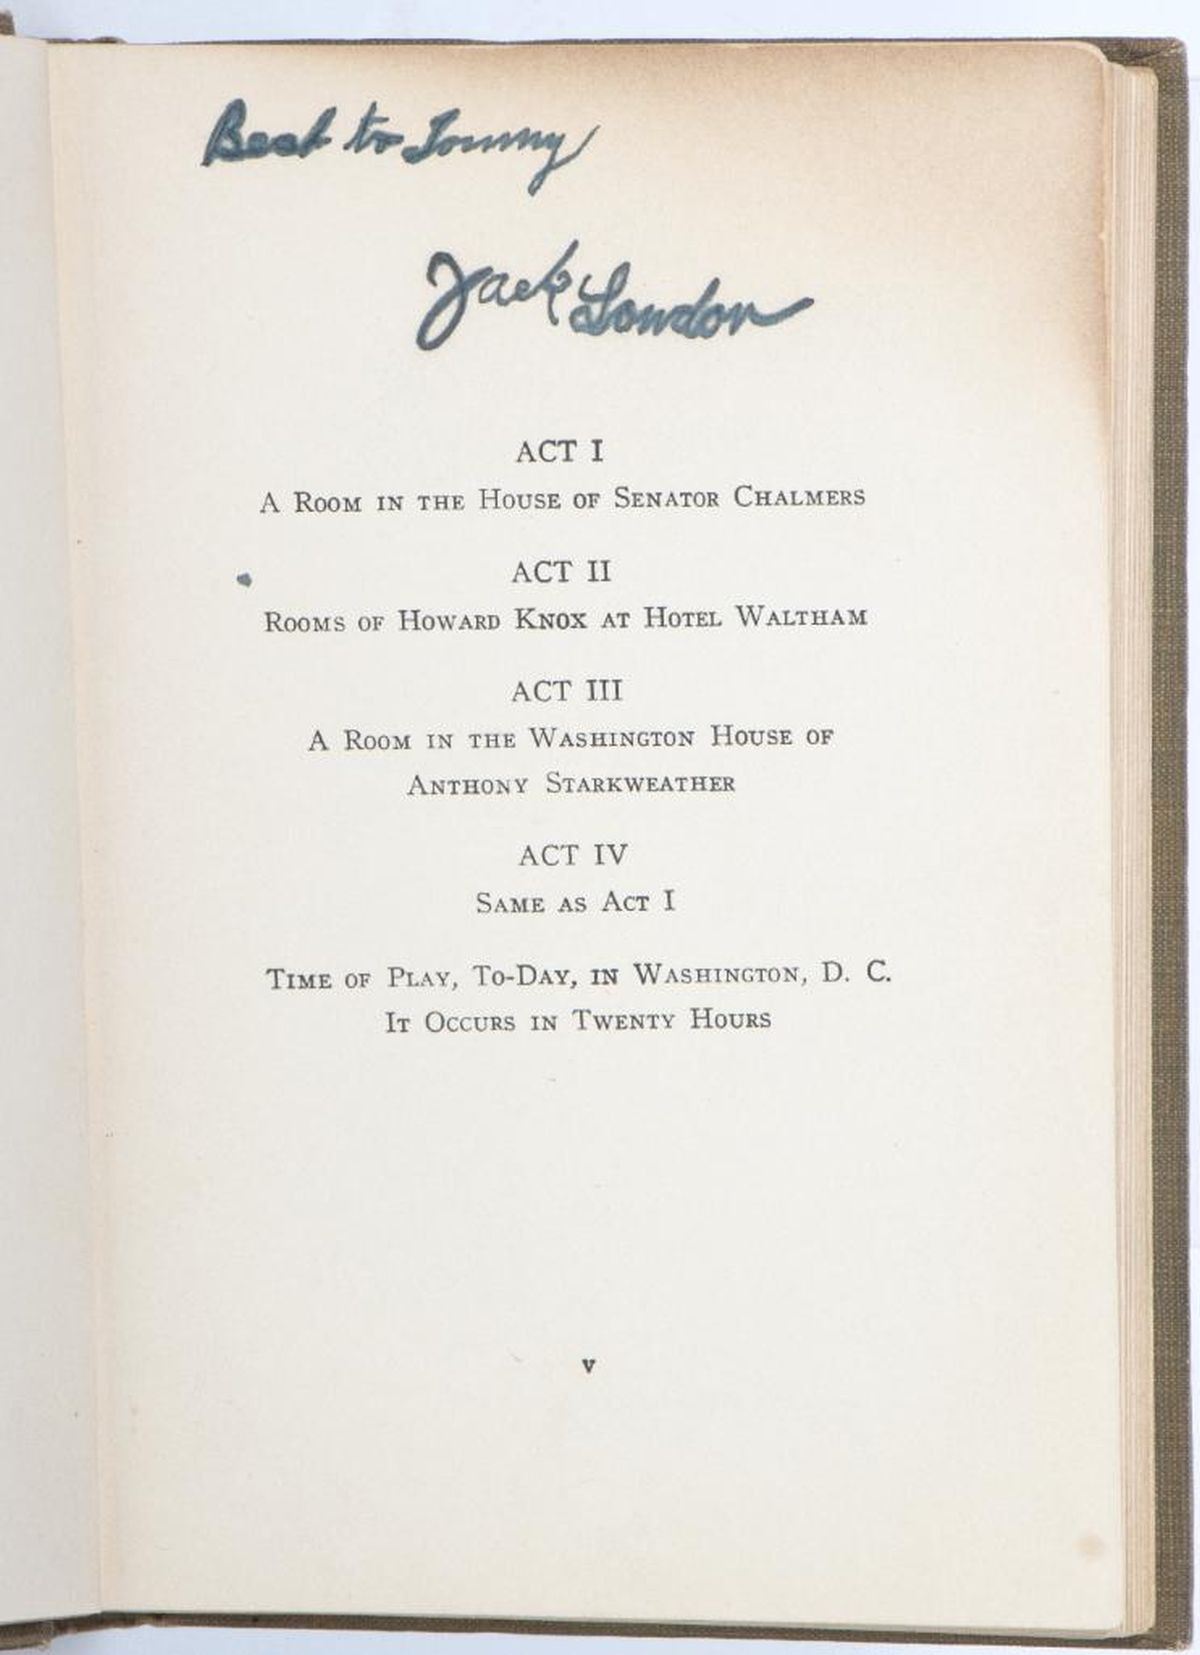 Best to Tommy
Jack London
ACT I
A Room in the House of Senator Chalmers
ACT II
Rooms of Howard Knox at Hotel Waltham
ACT III
A Room in the Washington House of
Anthony Starkweather
ACT IV
Same as Act I
Time of Play, To-Day, in Washington, D. C.
It Occurs in Twenty Hours
v